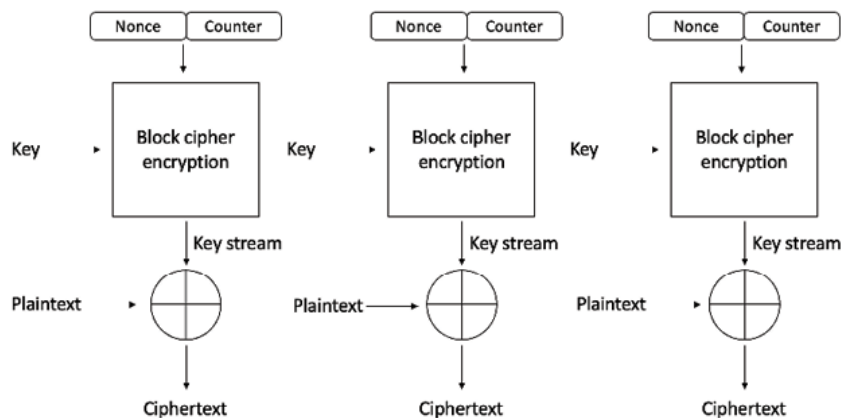 Nonce Counter Nonce Counter Nonce Counter
Key Block cipher encryption Key Block cipher encryption Key Block cipher encryption
Key stream Key stream Key stream
Plaintext Plaintext Plaintext
Ciphertext Ciphertext Ciphertext